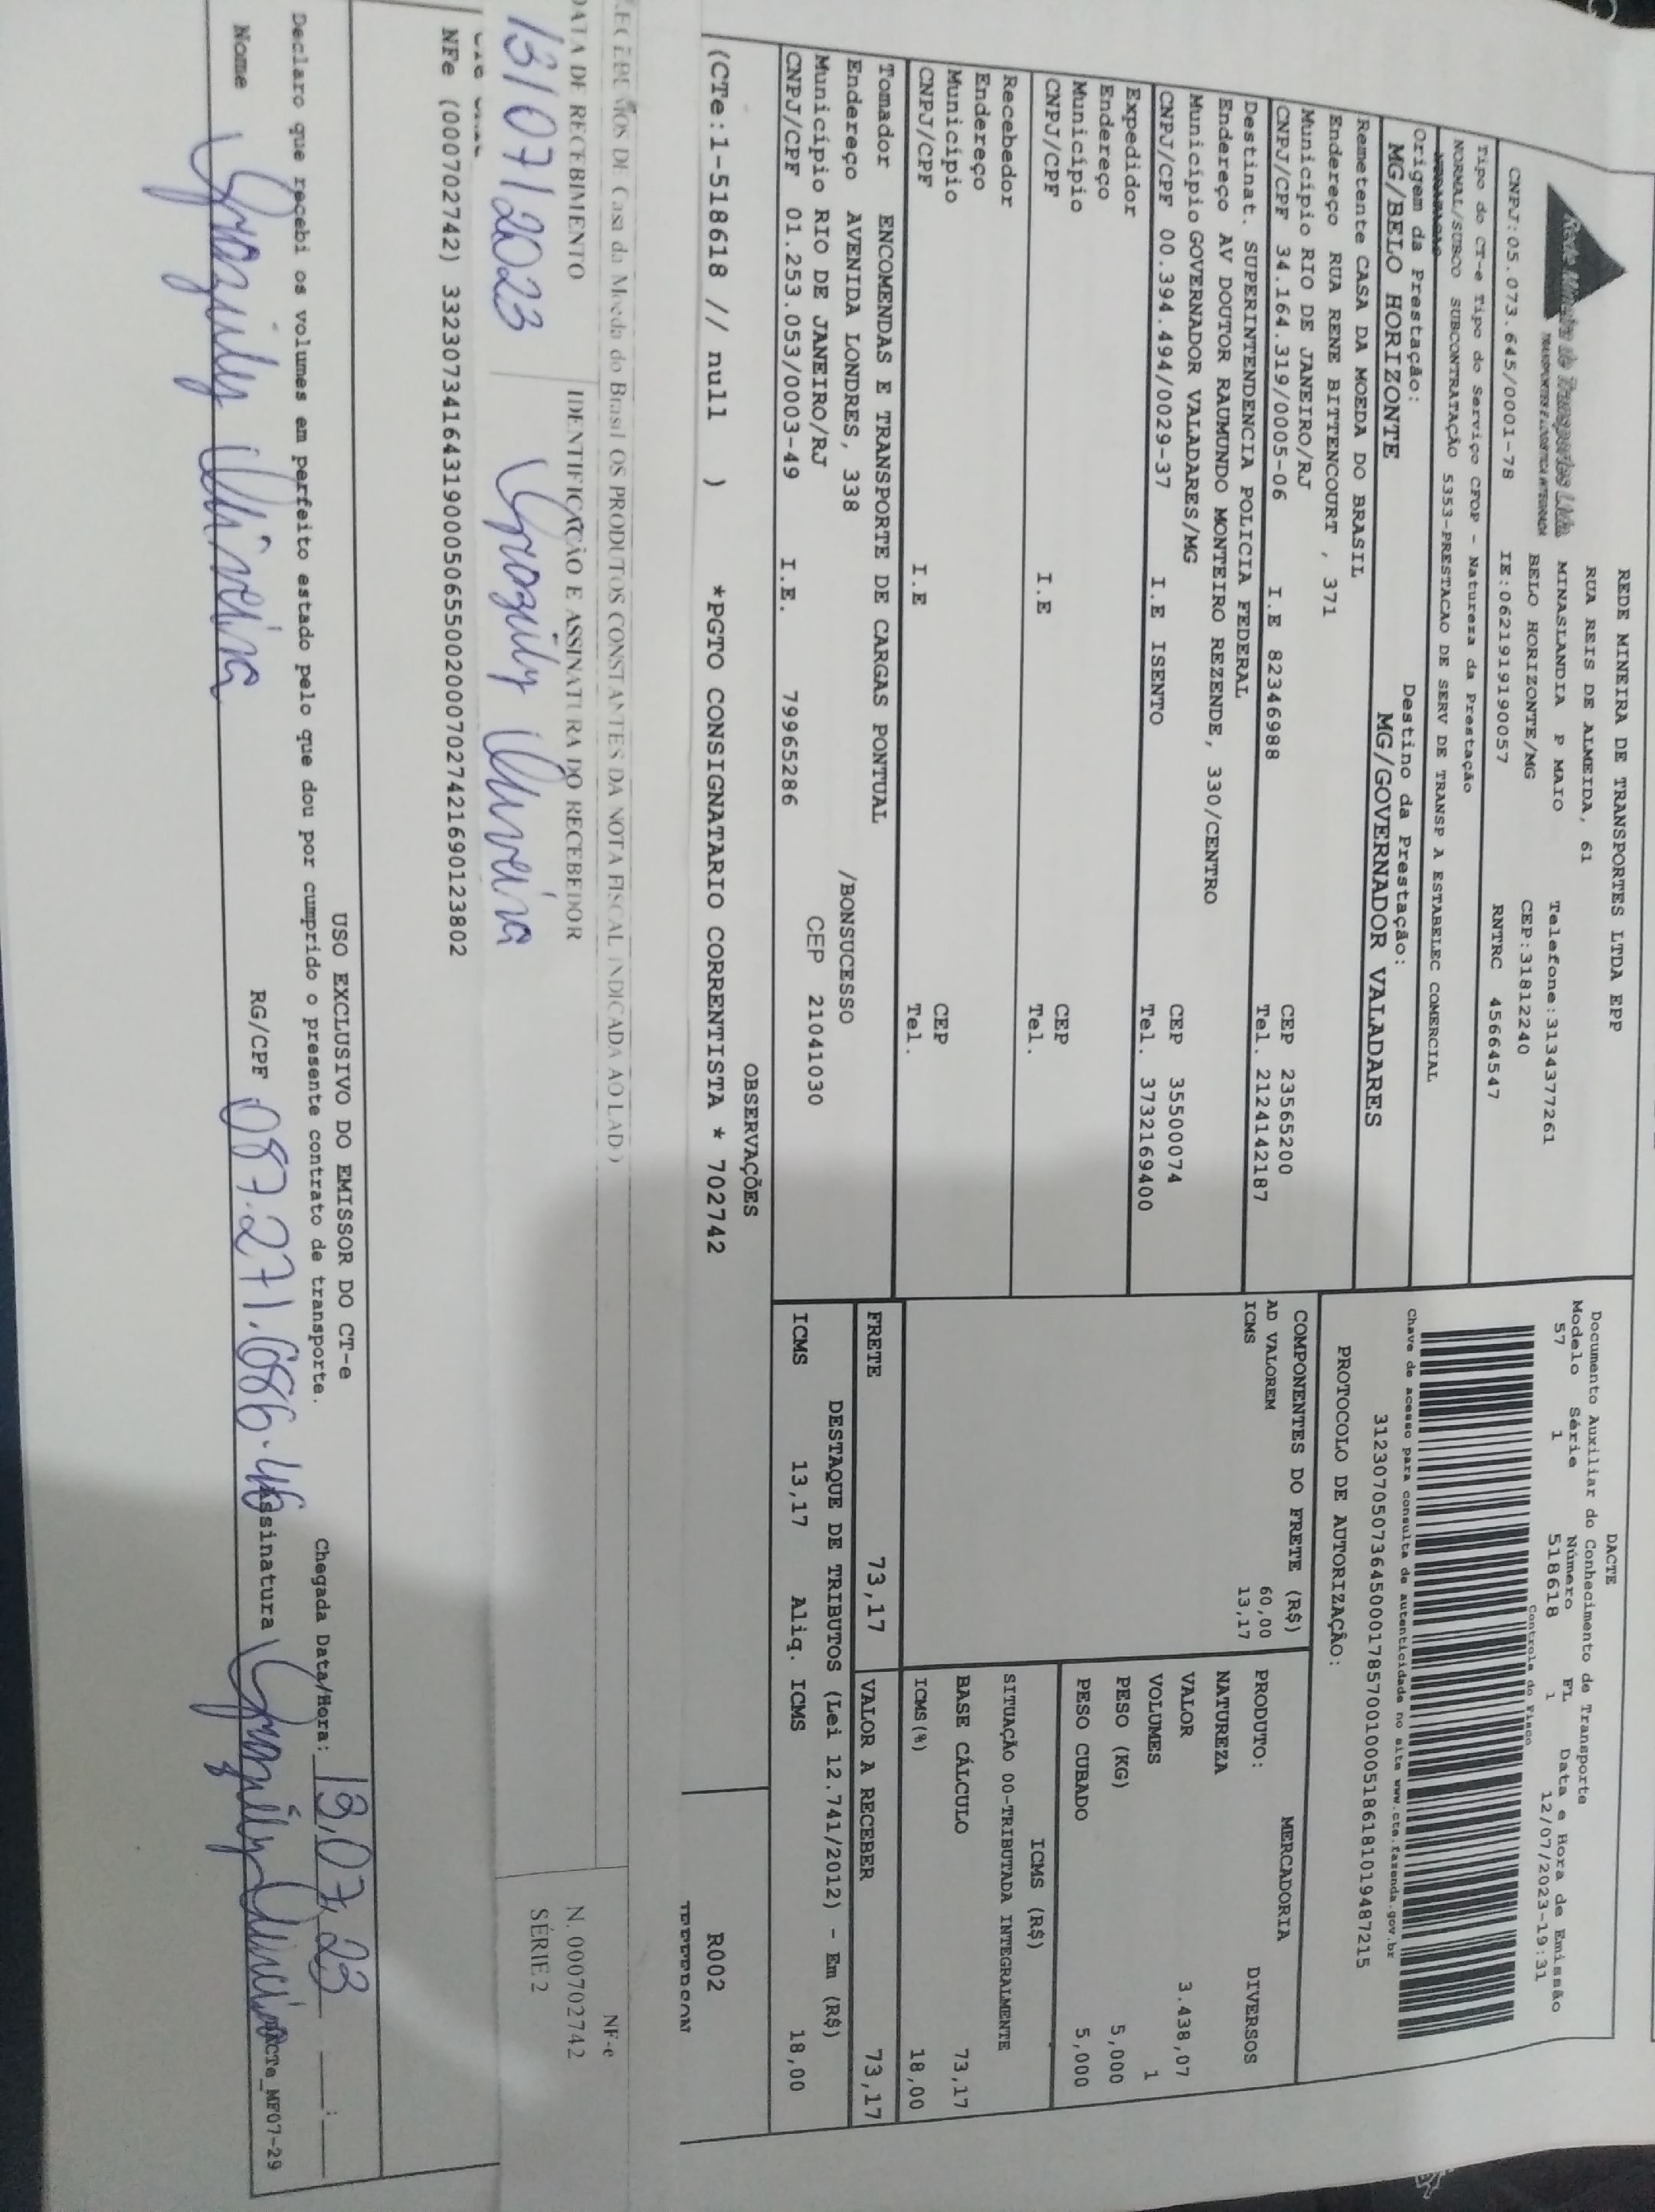 Rede Mineira de Transportes Ltda.
TRANSPORTES E LOGISTICA INTEGRADA
REDE MINEIRA DE TRANSPORTES LTDA EPP
RUA REIS DE ALMEIDA, 61
MINASLANDIA P MAIO Telefone:3134377261
BELO HORIZONTE/MG CEP:31812240
CNPJ:05.073.645/0001-78 IE:0621919190057 RNTRC 45664547
Tipo do CT-e Tipo do Serviço CFOP - Natureza da Prestação
NORMAL/SUBCO SUBCONTRATAÇÃO 5353-PRESTACAO DE SERV DE TRANSP A ESTABELEC COMERCIAL
Origem da Prestação: Destino da Prestação:
MG/BELO HORIZONTE MG/GOVERNADOR VALADARES
Remetente CASA DA MOEDA DO BRASIL
Endereço RUA RENE BITTENCOURT , 371
Município RIO DE JANEIRO/RJ CEP 23565200
CNPJ/CPF 34.164.319/0005-06 I.E 82346988 Tel. 2124142187
Destinat. SUPERINTENDENCIA POLICIA FEDERAL
Endereço AV DOUTOR RAUMUNDO MONTEIRO REZENDE, 330/CENTRO
Município GOVERNADOR VALADARES/MG CEP 35500074
CNPJ/CPF 00.394.494/0029-37 I.E ISENTO Tel. 3732169400
Expedidor
Endereço
Município CEP
CNPJ/CPF I.E Tel.
Recebedor
Endereço
Município CEP
CNPJ/CPF I.E Tel.
Tomador ENCOMENDAS E TRANSPORTE DE CARGAS PONTUAL
Endereço AVENIDA LONDRES, 338 /BONSUCESSO
Município RIO DE JANEIRO/RJ CEP 21041030
CNPJ/CPF 01.253.053/0003-49 I.E. 79965286
DACTE
Documento Auxiliar do Conhecimento de Transporte
Modelo Série Número FL Data e Hora de Emissão
57 1 518618 1 12/07/2023-19:31
Controle do Fisco
Chave de acesso para consulta de autenticidade no site www.cte.fazenda.gov.br
31230705073645000178570010005186181019487215
PROTOCOLO DE AUTORIZAÇÃO:
COMPONENTES DO FRETE (R$)
AD VALOREM 60,00
ICMS 13,17
MERCADORIA
PRODUTO: DIVERSOS
NATUREZA
VALOR 3.438,07
VOLUMES 1
PESO (KG) 5,000
PESO CUBADO 5,000
ICMS (R$)
SITUAÇÃO 00-TRIBUTADA INTEGRALMENTE
BASE CÁLCULO 73,17
ICMS(%) 18,00
FRETE 73,17 VALOR A RECEBER 73,17
DESTAQUE DE TRIBUTOS (Lei 12.741/2012) - Em (R$)
ICMS 13,17 Aliq. ICMS 18,00
OBSERVAÇÕES
(CTe:1-518618 // null ) *PGTO CONSIGNATARIO CORRENTISTA * 702742
R002
RECEBEMOS DE Casa da Moeda do Brasil OS PRODUTOS CONSTANTES DA NOTA FISCAL INDICADA AO LADO
DATA DE RECEBIMENTO IDENTIFICAÇÃO E ASSINATURA DO RECEBEDOR
13/07/2023 Grazielly Oliveira
NF-e
N. 000702742
SÉRIE 2
NFe (000702742) 33230734164319000506550020007027421690123802
USO EXCLUSIVO DO EMISSOR DO CT-e
Declaro que recebi os volumes em perfeito estado pelo que dou por cumprido o presente contrato de transporte. Chegada Data/Hora: 13,07,23 __:__
Nome Grazielly Oliveira RG/CPF 087.271.686.46 Assinatura Grazielly Oliveira
DACTe_MF07-29